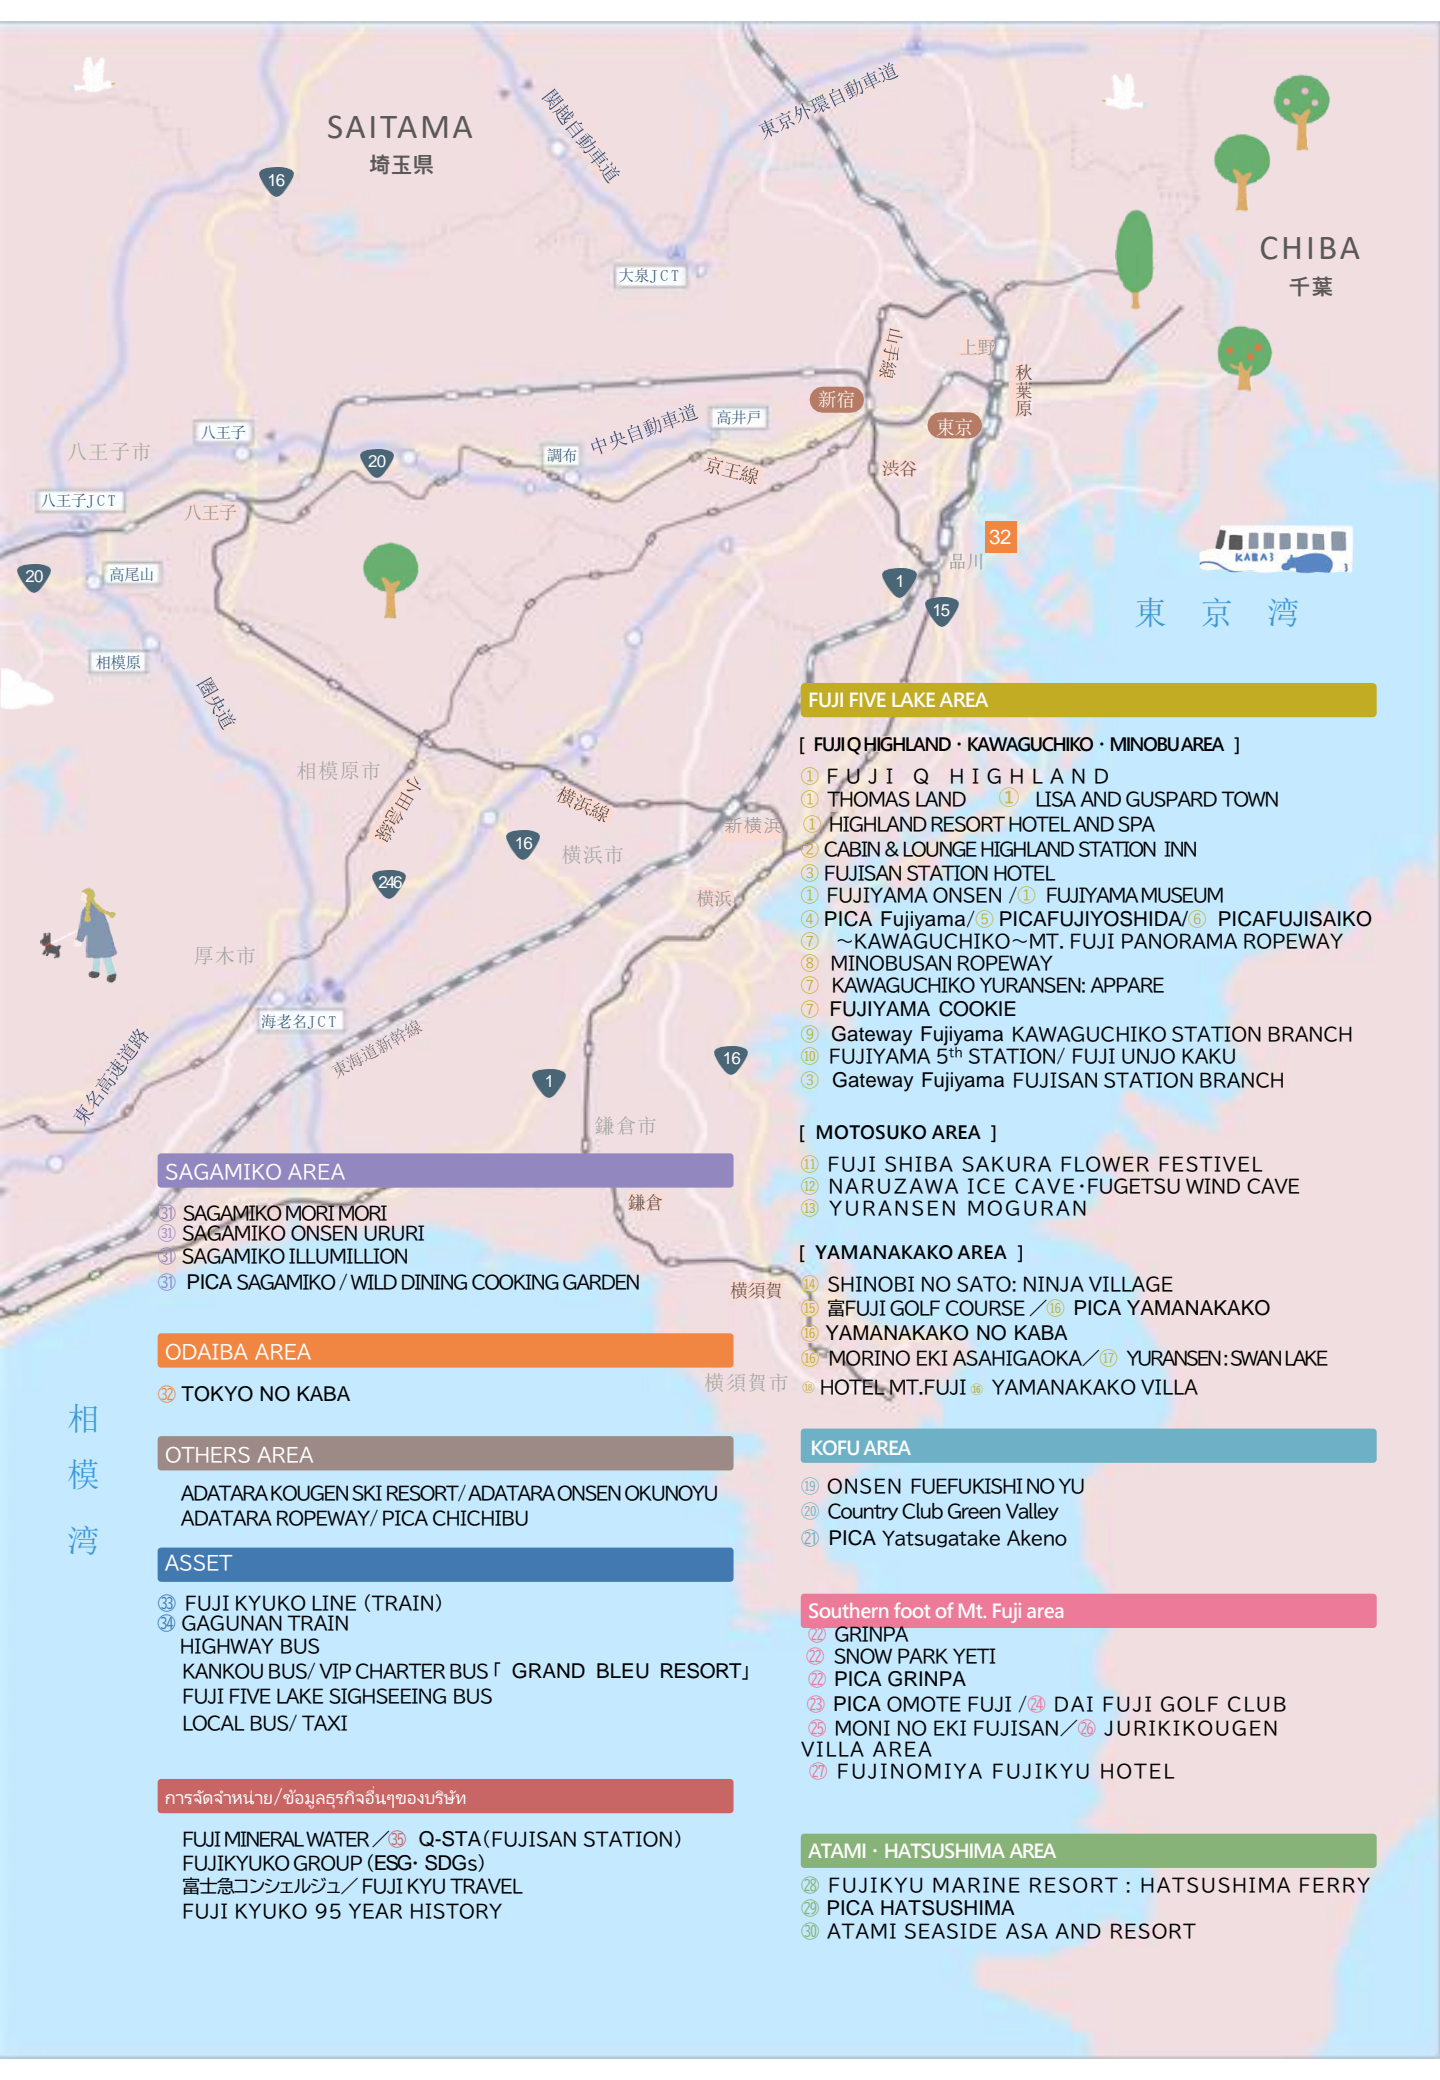 東京外環自動車道
関越自動車道
SAITAMA
埼玉県
16
CHIBA
千葉
大泉JCT
山手線
上野
秋葉原
新宿
東京
中央自動車道
高井戸
八王子
八王子市
20
調布
京王線
渋谷
八王子JCT
八王子
32
品川
KABA3
3
20
高尾山
1
15
東京湾
相模原
圏央道
相模原市
小田急線
横浜線
新横浜
16
横浜市
246
横浜
厚木市
海老名JCT
東海道新幹線
東名高速道路
16
1
鎌倉市
鎌倉
横須賀
横須賀市
相模湾
FUJI FIVE LAKE AREA
[ FUJI Q HIGHLAND・KAWAGUCHIKO・MINOBU AREA ]
① FUJI Q HIGHLAND
① THOMAS LAND ① LISA AND GUSPARD TOWN
① HIGHLAND RESORT HOTEL AND SPA
② CABIN & LOUNGE HIGHLAND STATION INN
③ FUJISAN STATION HOTEL
① FUJIYAMA ONSEN /① FUJIYAMA MUSEUM
④ PICA Fujiyama/⑤ PICAFUJIYOSHIDA/⑥ PICAFUJISAIKO
⑦ ～KAWAGUCHIKO～MT. FUJI PANORAMA ROPEWAY
⑧ MINOBUSAN ROPEWAY
⑦ KAWAGUCHIKO YURANSEN: APPARE
⑦ FUJIYAMA COOKIE
⑨ Gateway Fujiyama KAWAGUCHIKO STATION BRANCH
⑩ FUJIYAMA 5th STATION/ FUJI UNJO KAKU
③ Gateway Fujiyama FUJISAN STATION BRANCH
[ MOTOSUKO AREA ]
⑪ FUJI SHIBA SAKURA FLOWER FESTIVEL
⑫ NARUZAWA ICE CAVE･FUGETSU WIND CAVE
⑬ YURANSEN MOGURAN
[ YAMANAKAKO AREA ]
⑭ SHINOBI NO SATO: NINJA VILLAGE
⑮ 富FUJI GOLF COURSE ／⑯ PICA YAMANAKAKO
⑯ YAMANAKAKO NO KABA
⑯ MORINO EKI ASAHIGAOKA／⑰ YURANSEN:SWAN LAKE
⑱ HOTEL MT.FUJI ⑯ YAMANAKAKO VILLA
KOFU AREA
⑲ ONSEN FUEFUKISHI NO YU
⑳ Country Club Green Valley
㉑ PICA Yatsugatake Akeno
Southern foot of Mt. Fuji area
㉒ GRINPA
㉒ SNOW PARK YETI
㉒ PICA GRINPA
㉓ PICA OMOTE FUJI /㉔ DAI FUJI GOLF CLUB
㉕ MONI NO EKI FUJISAN／㉖ JURIKIKOUGEN
VILLA AREA
㉗ FUJINOMIYA FUJIKYU HOTEL
ATAMI・HATSUSHIMA AREA
㉘ FUJIKYU MARINE RESORT : HATSUSHIMA FERRY
㉙ PICA HATSUSHIMA
㉚ ATAMI SEASIDE ASA AND RESORT
SAGAMIKO AREA
㉛ SAGAMIKO MORI MORI
㉛ SAGAMIKO ONSEN URURI
㉛ SAGAMIKO ILLUMILLION
㉛ PICA SAGAMIKO / WILD DINING COOKING GARDEN
ODAIBA AREA
㉜ TOKYO NO KABA
OTHERS AREA
ADATARA KOUGEN SKI RESORT/ ADATARA ONSEN OKUNOYU
ADATARA ROPEWAY/ PICA CHICHIBU
ASSET
㉝ FUJI KYUKO LINE (TRAIN)
㉞ GAGUNAN TRAIN
HIGHWAY BUS
KANKOU BUS/ VIP CHARTER BUS「 GRAND BLEU RESORT」
FUJI FIVE LAKE SIGHSEEING BUS
LOCAL BUS/ TAXI
การจัดจำหน่าย/ข้อมูลธุรกิจอื่นๆของบริษัท
FUJI MINERAL WATER ／㉟ Q-STA(FUJISAN STATION)
FUJIKYUKO GROUP (ESG･ SDGs)
富士急コンシェルジュ／ FUJI KYU TRAVEL
FUJI KYUKO 95 YEAR HISTORY